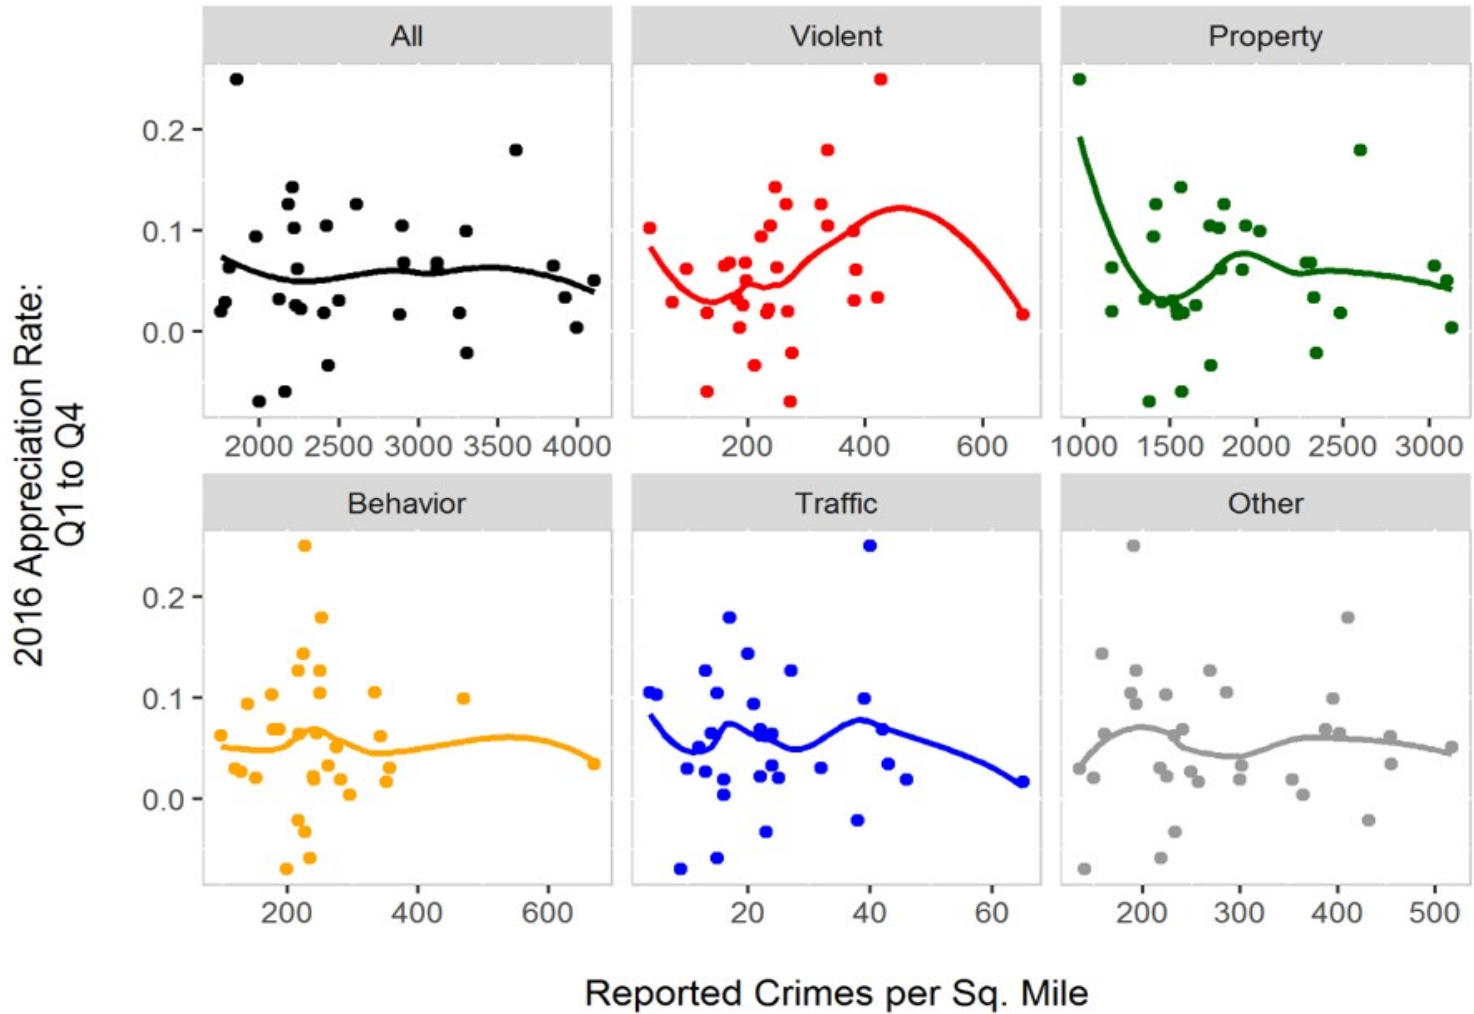 All Violent Property
0.2
0.1
0.0
2000 2500 3000 3500 4000 200 400 600 1000 1500 2000 2500 3000
Behavior Traffic Other
0.2
0.1
0.0
200 400 600 20 40 60 200 300 400 500
2016 Appreciation Rate:
Q1 to Q4
Reported Crimes per Sq. Mile